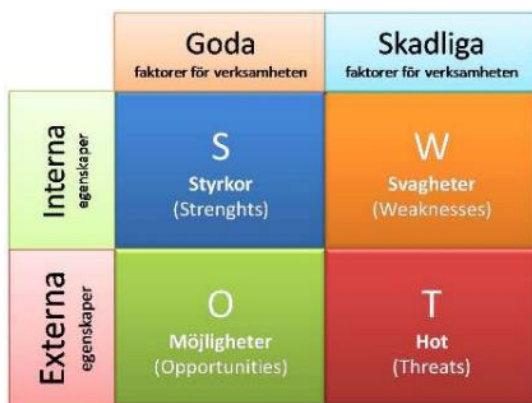 Goda
faktorer för verksamheten
Skadliga
faktorer för verksamheten
Interna
egenskaper
S
Styrkor
(Strenghts)
W
Svagheter
(Weaknesses)
Externa
egenskaper
O
Möjligheter
(Opportunities)
T
Hot
(Threats)